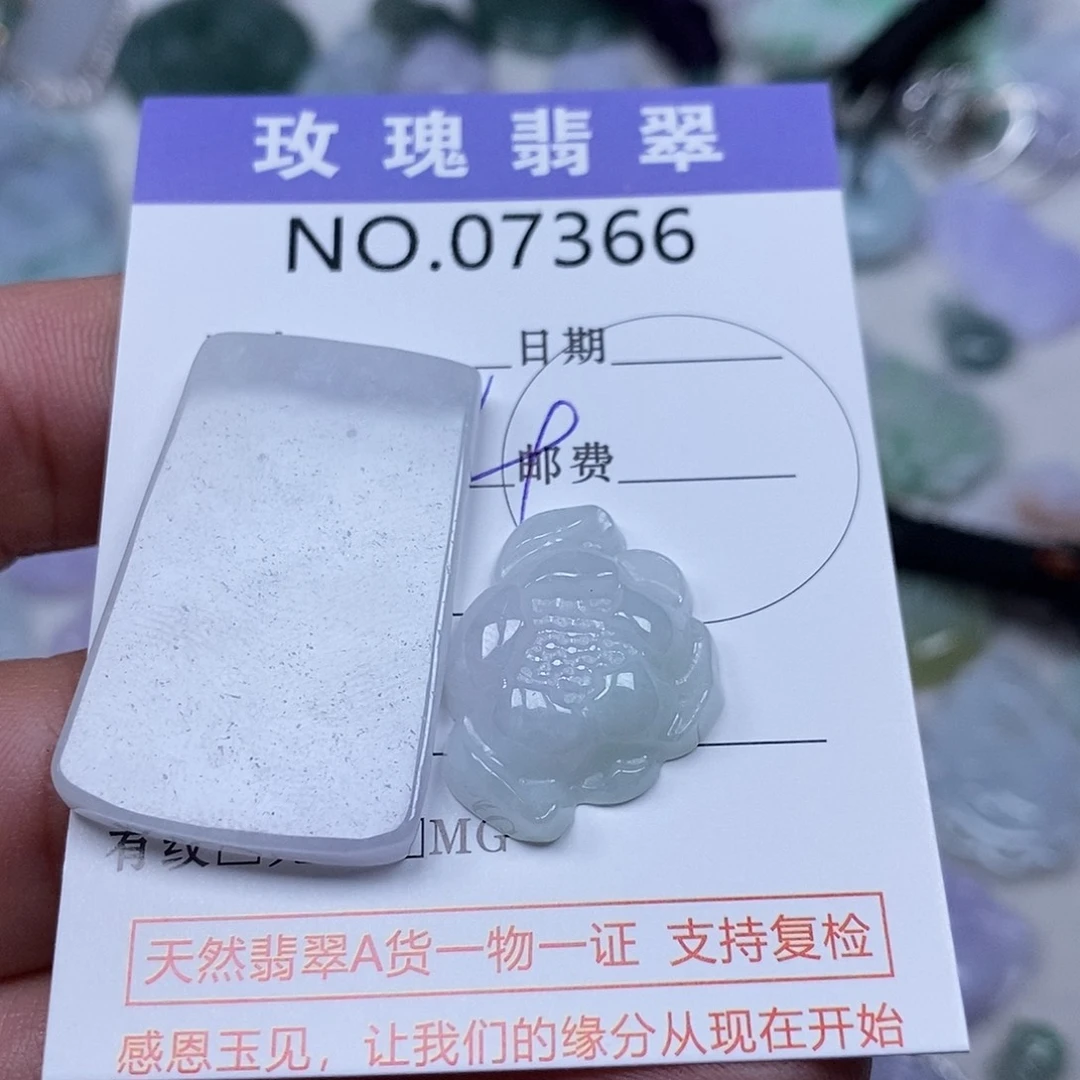 玫瑰翡翠
NO.07366
日期
邮费
有纹□ □MG
天然翡翠A货一物一证 支持复检
感恩玉见，让我们的缘分从现在开始